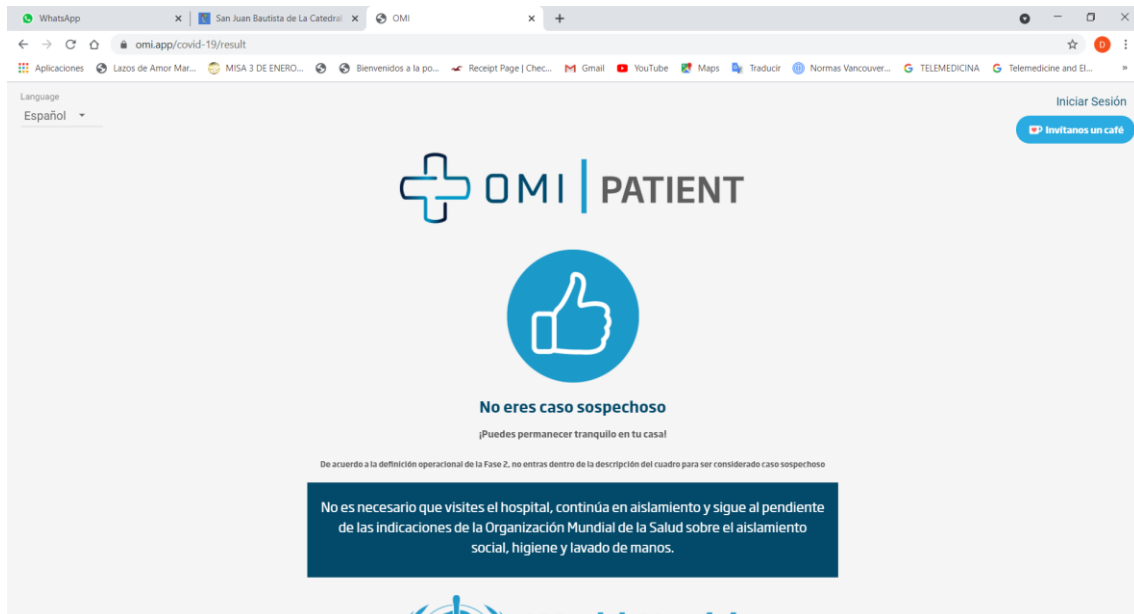 WhatsApp
San Juan Bautista de La Catedral
OMI
omi.app/covid-19/result
D
Aplicaciones
Lazos de Amor Mar...
MISA 3 DE ENERO...
Bienvenidos a la po...
Receipt Page | Chec...
Gmail
YouTube
Maps
Traducir
Normas Vancouver...
TELEMEDICINA
Telemedicine and El...
Language
Español
Iniciar Sesión
Invítanos un café
OMI | PATIENT
No eres caso sospechoso
¡Puedes permanecer tranquilo en tu casa!
De acuerdo a la definición operacional de la Fase 2, no entras dentro de la descripción del cuadro para ser considerado caso sospechoso
No es necesario que visites el hospital, continúa en aislamiento y sigue al pendiente
de las indicaciones de la Organización Mundial de la Salud sobre el aislamiento
social, higiene y lavado de manos.